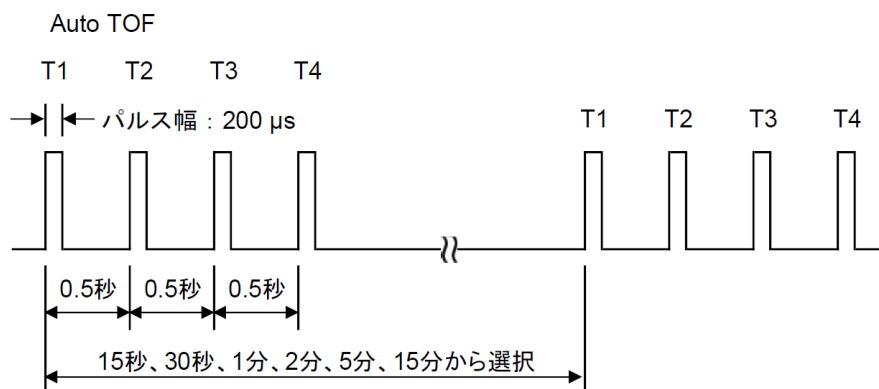 Auto TOF
T1 T2 T3 T4
パルス幅：200 µs
T1 T2 T3 T4
0.5秒 0.5秒 0.5秒
15秒、30秒、1分、2分、5分、15分から選択